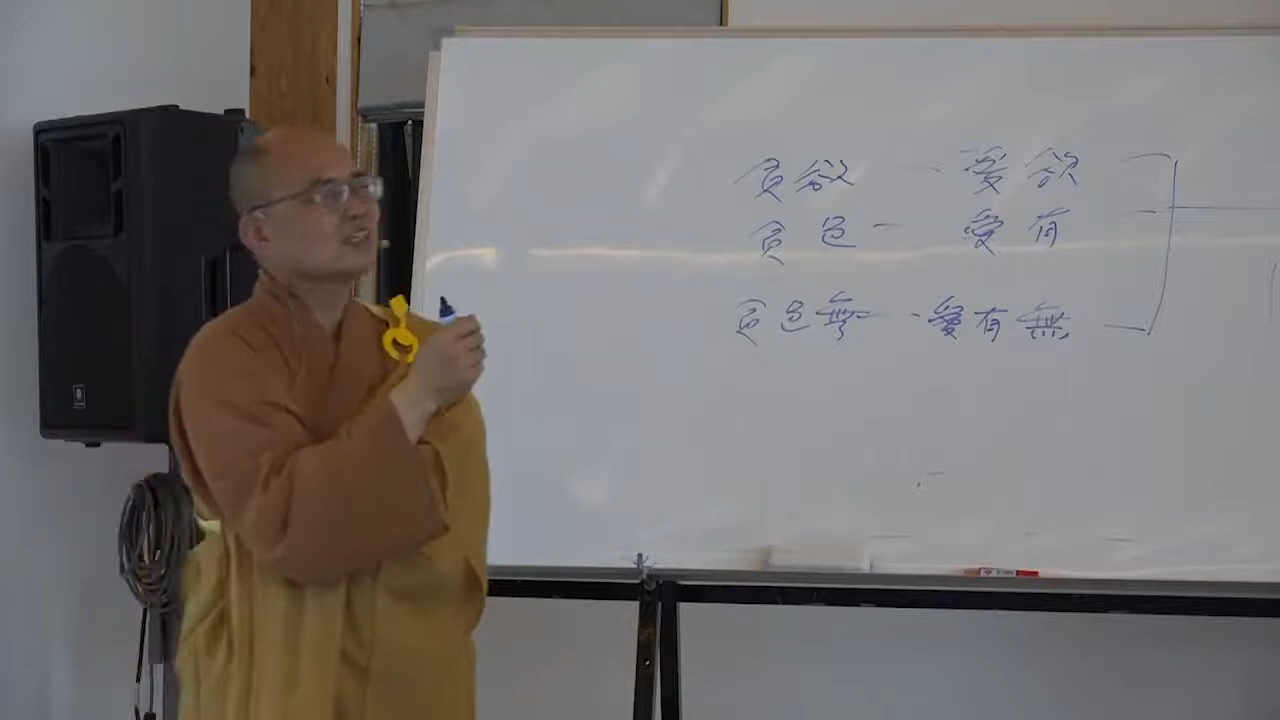 貪欲 - 愛欲
貪色 - 愛有
貪色無 - 愛有無